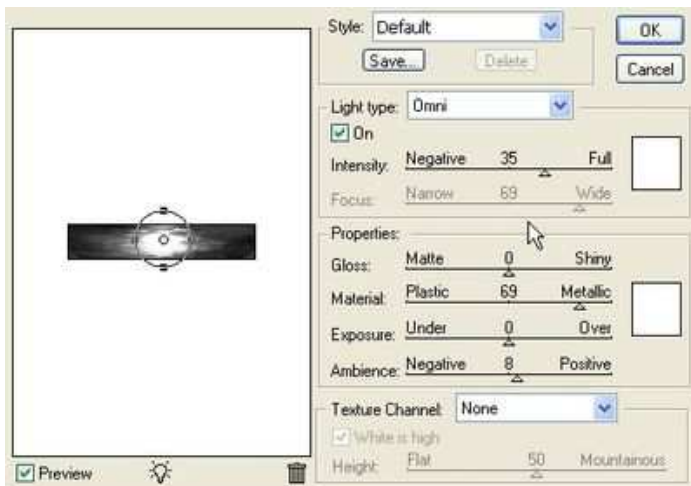 Style: Default
OK
Save...
Delete
Cancel
Light type: Omni
On
Intensity: Negative 35 Full
Focus: Narrow 69 Wide
Properties:
Gloss: Matte 0 Shiny
Material: Plastic 69 Metallic
Exposure: Under 0 Over
Ambience: Negative 8 Positive
Texture Channel: None
White is high
Height: Flat 50 Mountainous
Preview